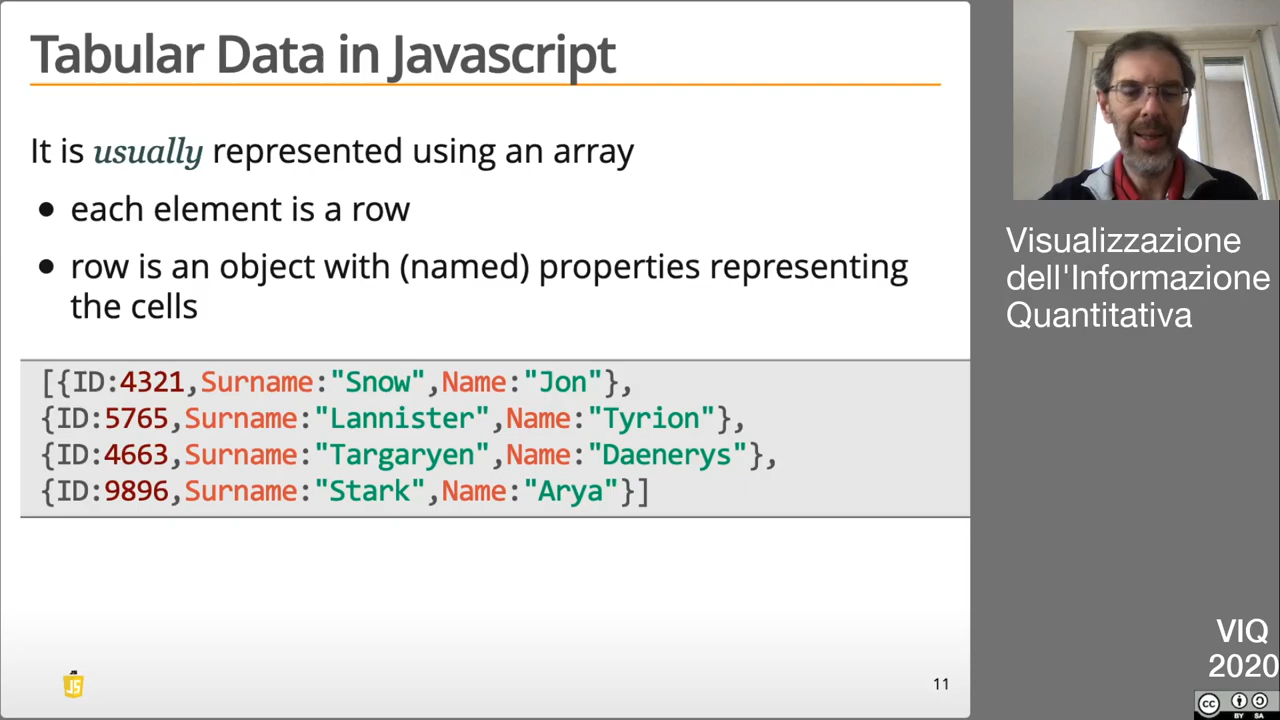 Tabular Data in Javascript
It is usually represented using an array
• each element is a row
• row is an object with (named) properties representing
the cells
[{ID:4321,Surname:"Snow",Name:"Jon"},
{ID:5765,Surname:"Lannister",Name:"Tyrion"},
{ID:4663,Surname:"Targaryen",Name:"Daenerys"},
{ID:9896,Surname:"Stark",Name:"Arya"}]
JS
11
Visualizzazione
dell'Informazione
Quantitativa
VIQ
2020
cc
BY SA